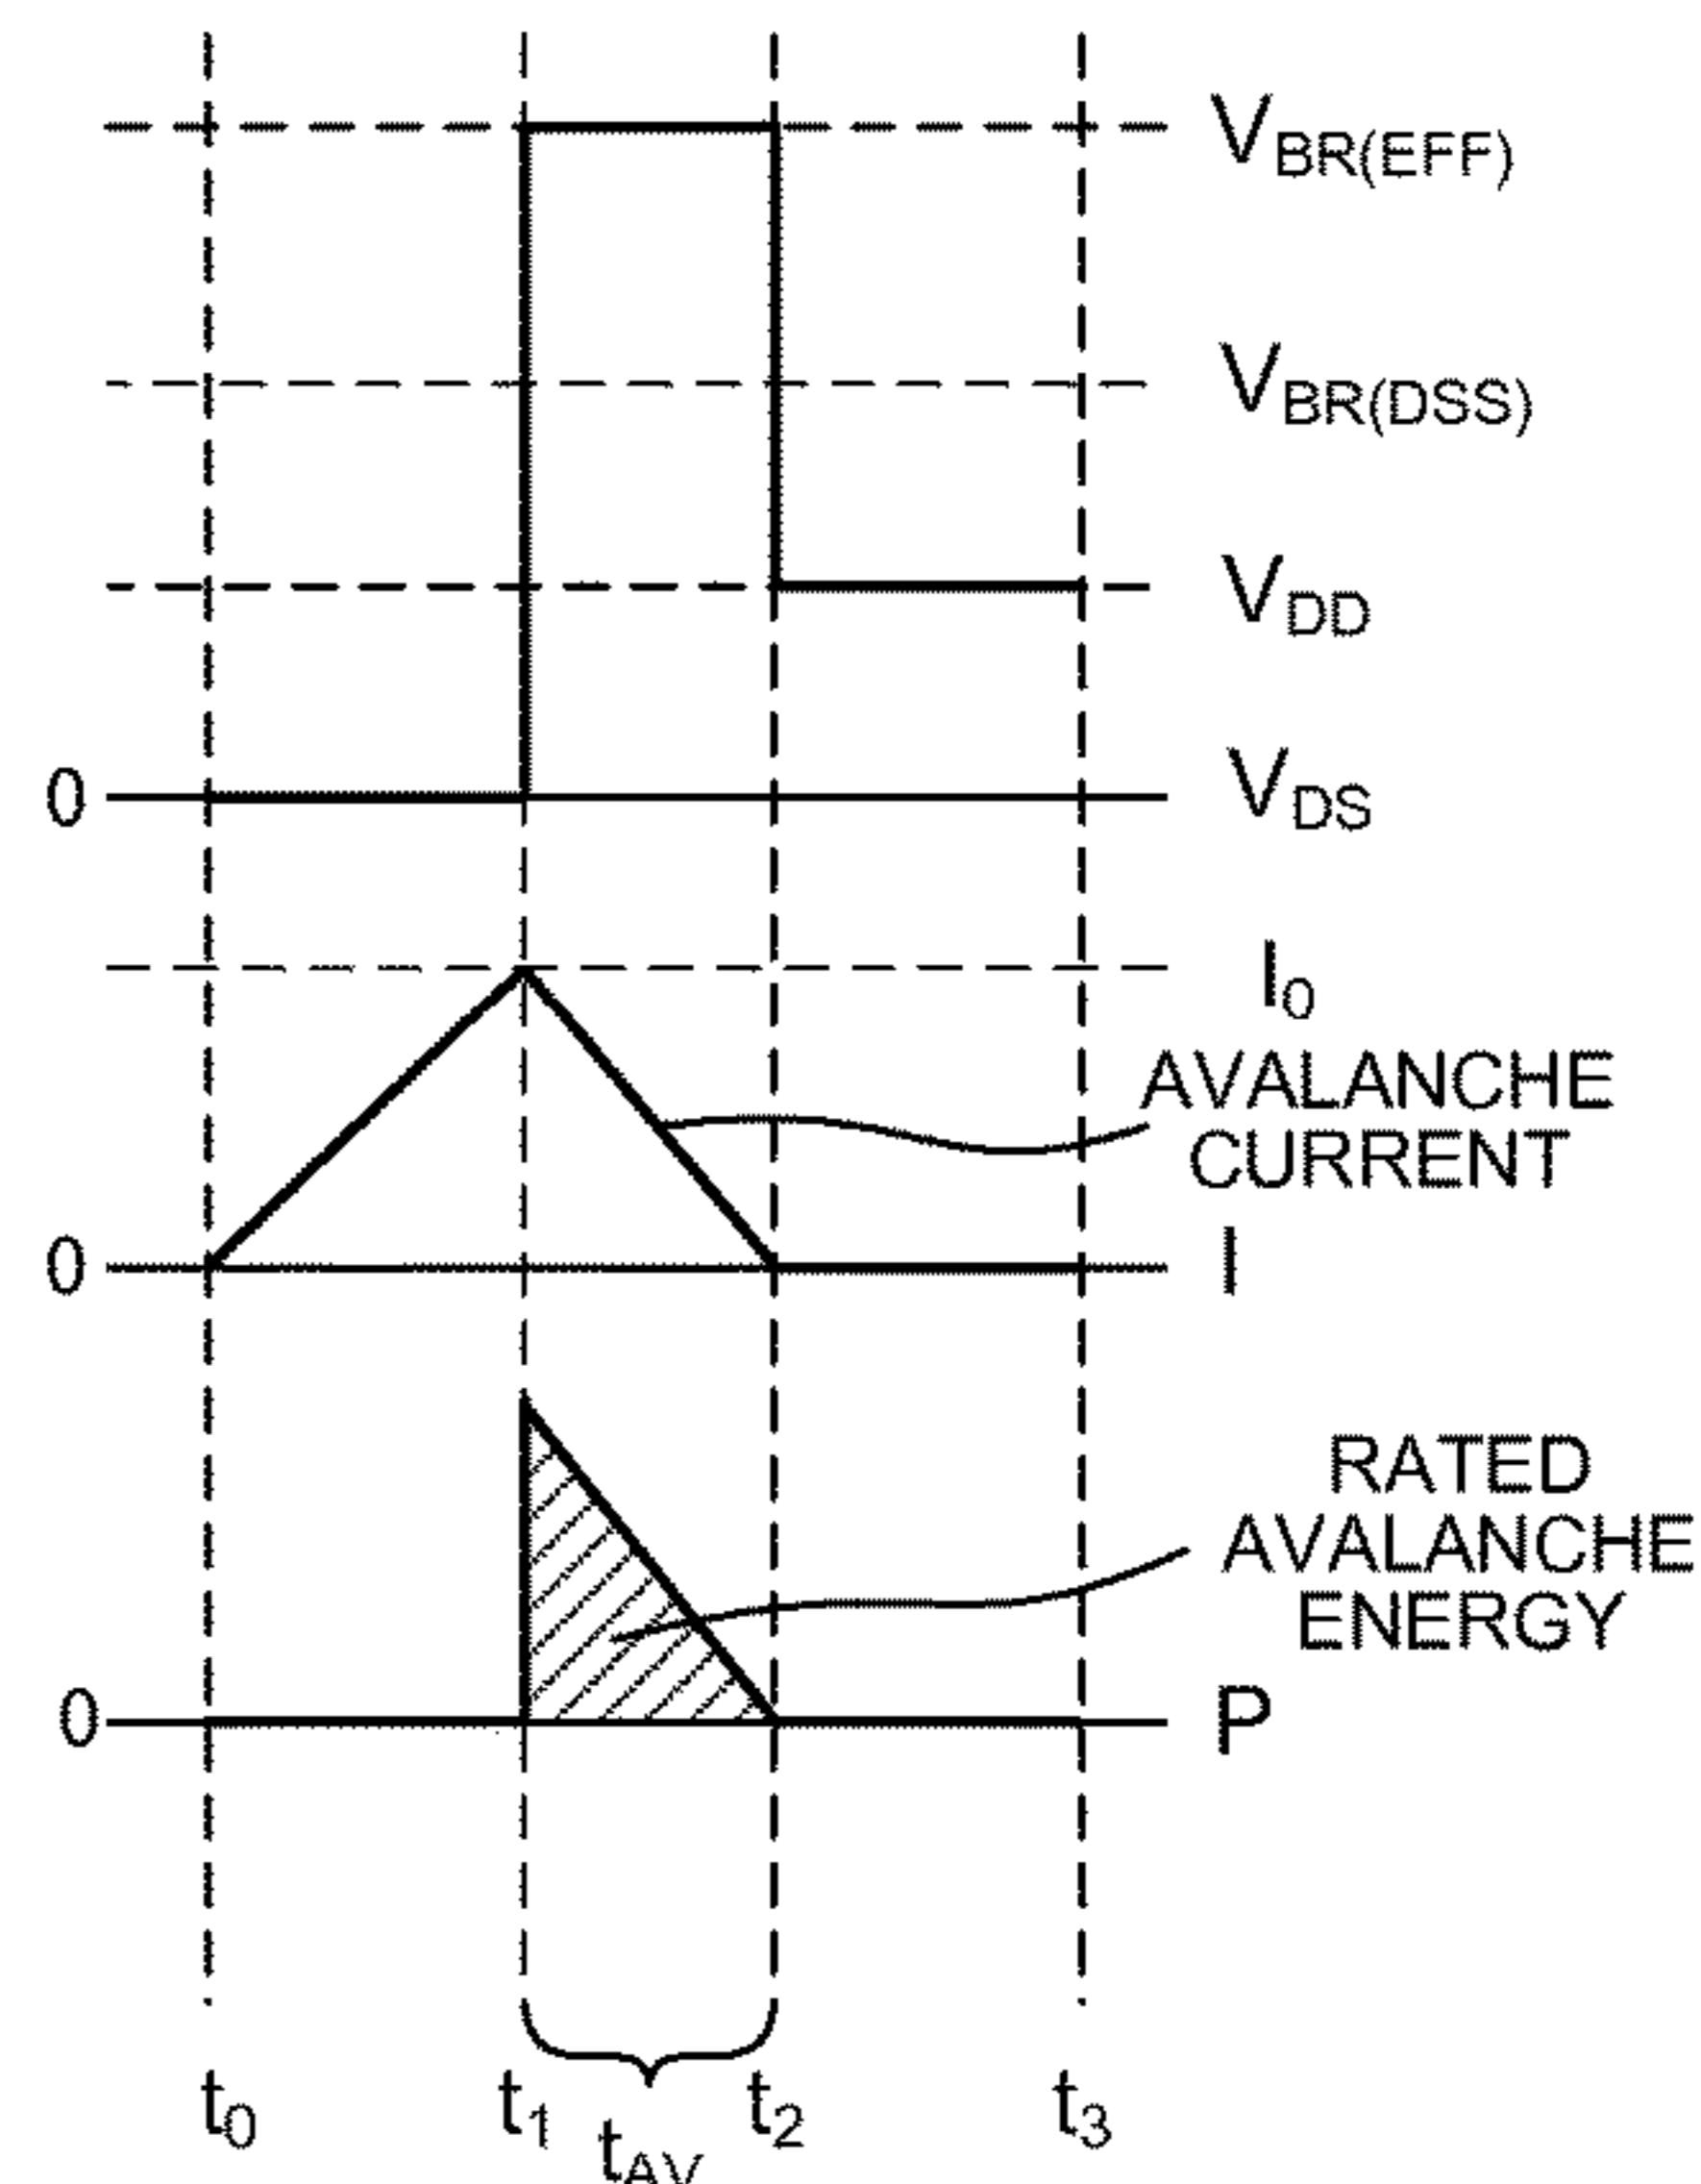 V_BR(EFF)
V_BR(DSS)
V_DD
0 V_DS
I_0
AVALANCHE
CURRENT
0 I
RATED
AVALANCHE
ENERGY
0 P
t_0 t_1 t_2 t_3
t_AV